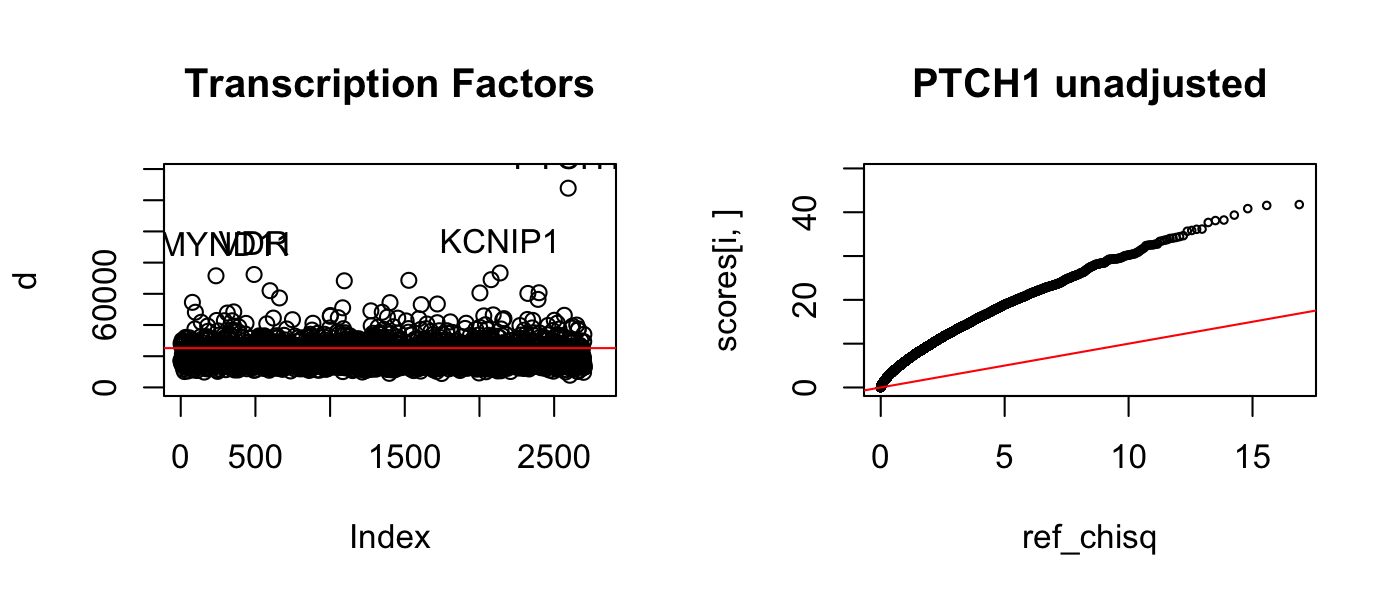 Transcription Factors
PTCH1 unadjusted
d
60000
0
KCNIP1
0 500 1500 2500
Index
scores[i, ]
40
20
0
0 5 10 15
ref_chisq